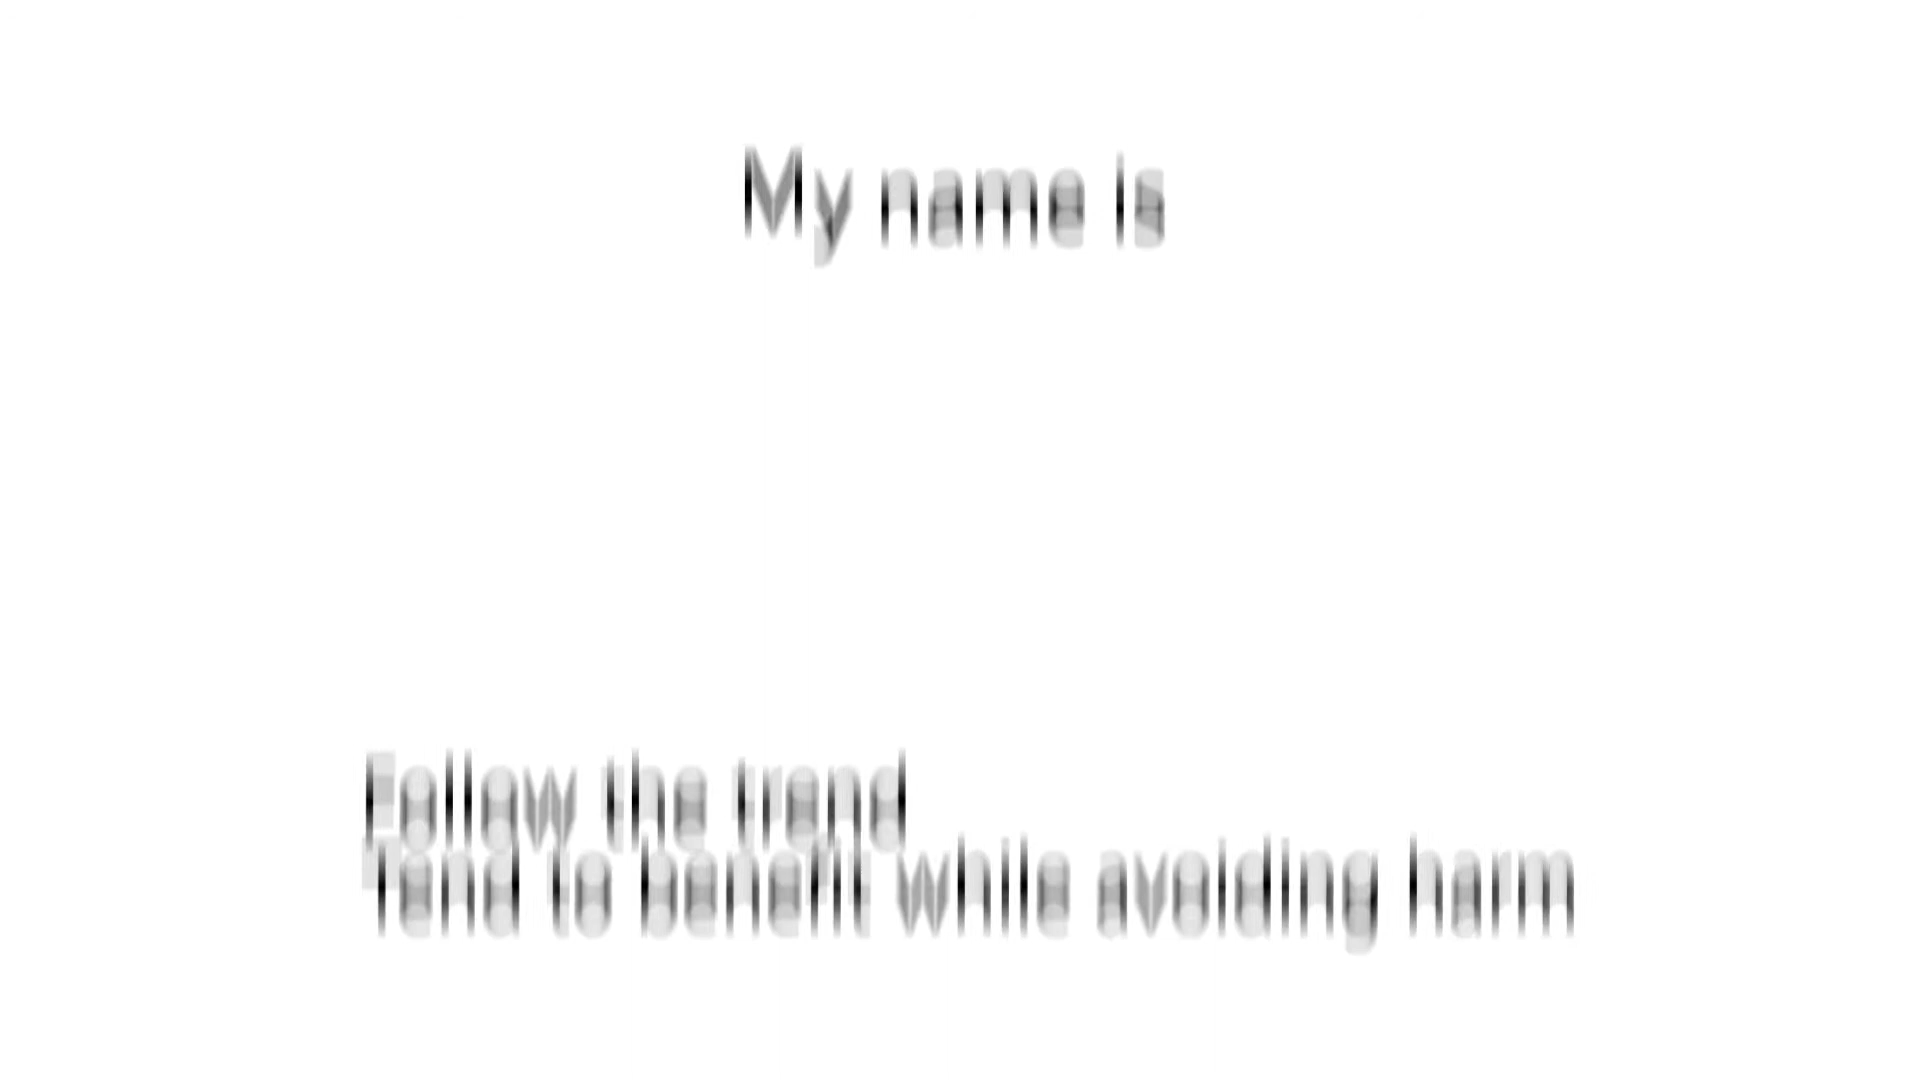 My name is
Follow the trend
Tend to benefit while avoiding harm